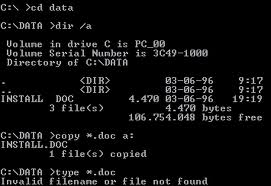 C:\ >cd data
C:\DATA >dir /a
Volume in drive C is PC_00
Volume Serial Number is 3C49-1000
Directory of C:\DATA
. <DIR> 03-06-96 9:17
.. <DIR> 03-06-96 9:17
INSTALL DOC 4.470 03-06-96 19:19
3 file(s) 4.470 bytes
106.754.048 bytes free
C:\DATA >copy *.doc a:
INSTALL.DOC
1 file(s) copied
C:\DATA >type *.doc
Invalid filename or file not found